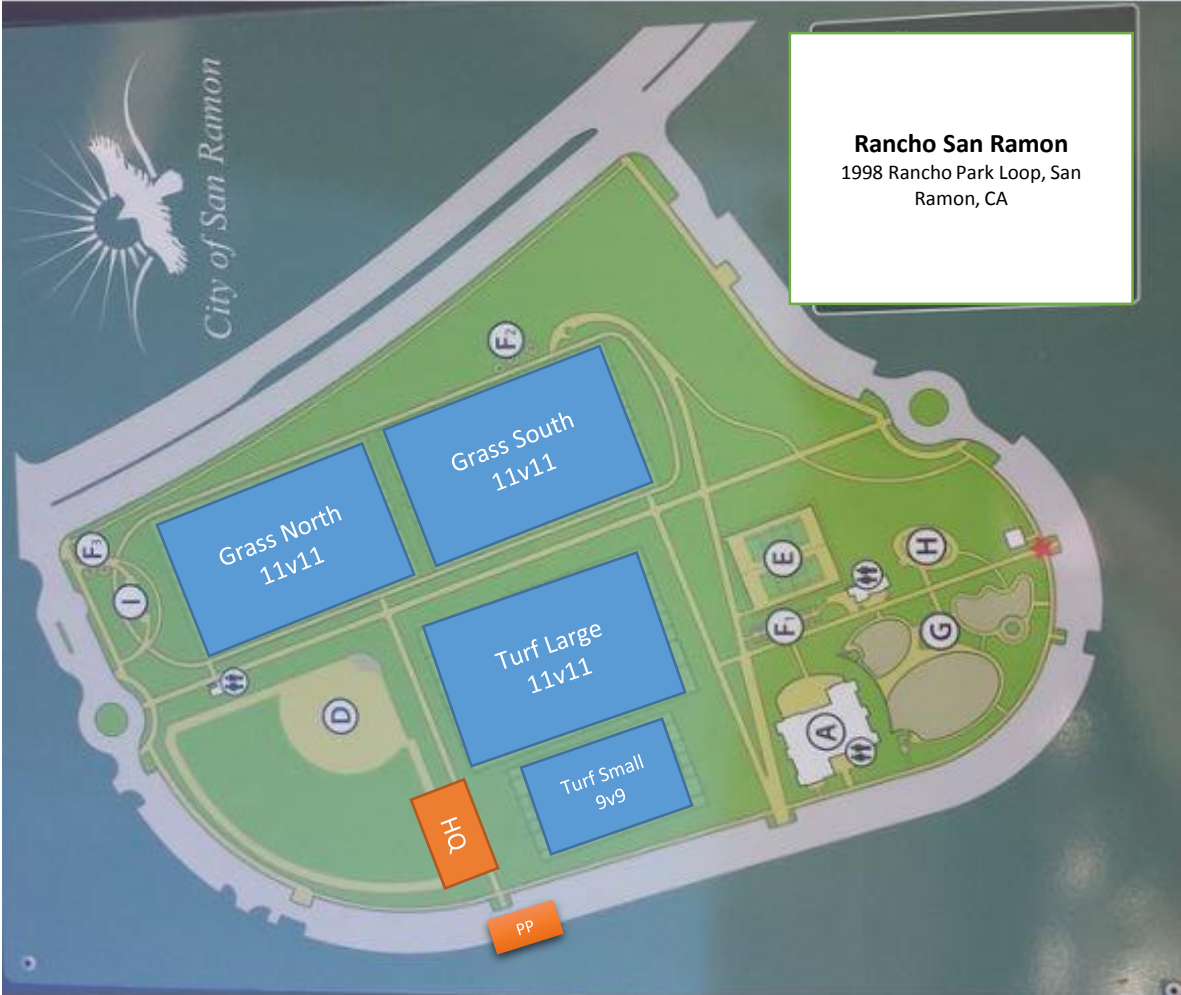 City of San Ramon
Rancho San Ramon
1998 Rancho Park Loop, San
Ramon, CA
F2
Grass South
11v11
Grass North
11v11
F3
I
E
H
Turf Large
11v11
F1
G
D
A
Turf Small
9v9
HQ
PP